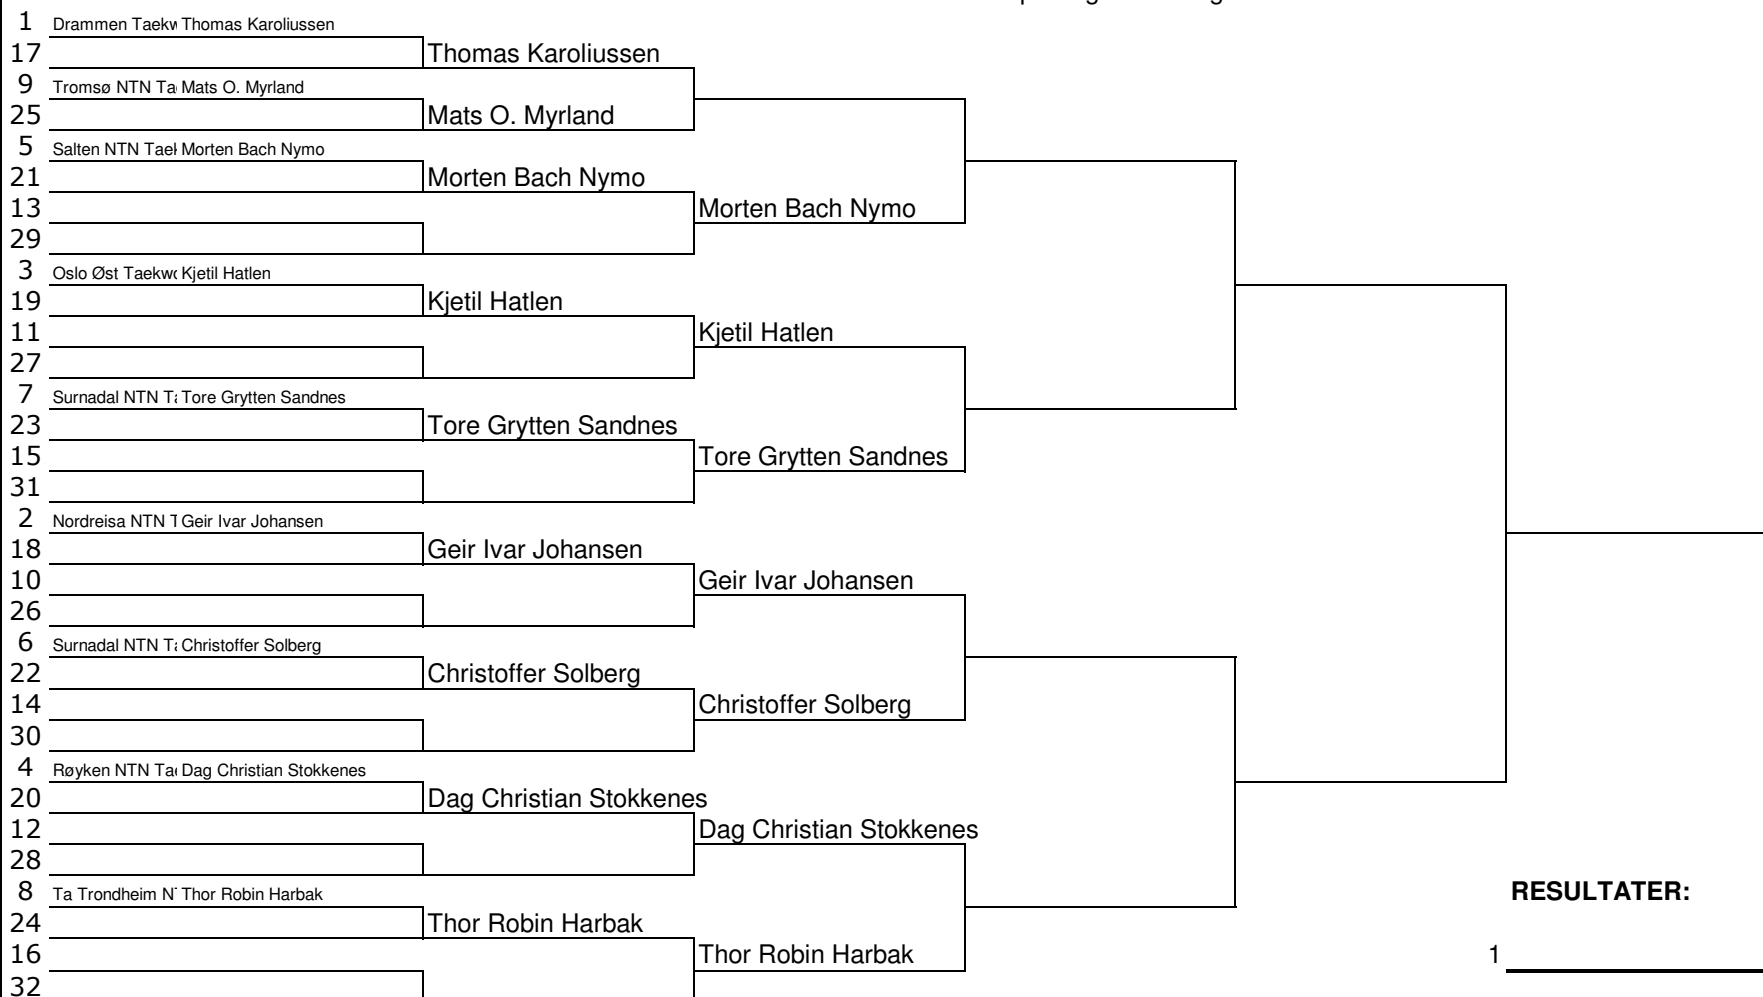 1 Drammen Taekw Thomas Karoliussen
17 Thomas Karoliussen
9 Tromsø NTN Ta Mats O. Myrland
25 Mats O. Myrland
5 Salten NTN Tael Morten Bach Nymo
21 Morten Bach Nymo
13 Morten Bach Nymo
29
3 Oslo Øst Taekwo Kjetil Hatlen
19 Kjetil Hatlen
11 Kjetil Hatlen
27
7 Surnadal NTN Ta Tore Grytten Sandnes
23 Tore Grytten Sandnes
15 Tore Grytten Sandnes
31
2 Nordreisa NTN T Geir Ivar Johansen
18 Geir Ivar Johansen
10 Geir Ivar Johansen
26
6 Surnadal NTN Ta Christoffer Solberg
22 Christoffer Solberg
14 Christoffer Solberg
30
4 Røyken NTN Tae Dag Christian Stokkenes
20 Dag Christian Stokkenes
12 Dag Christian Stokkenes
28
8 Ta Trondheim N Thor Robin Harbak
RESULTATER:
24 Thor Robin Harbak
16 Thor Robin Harbak 1
32